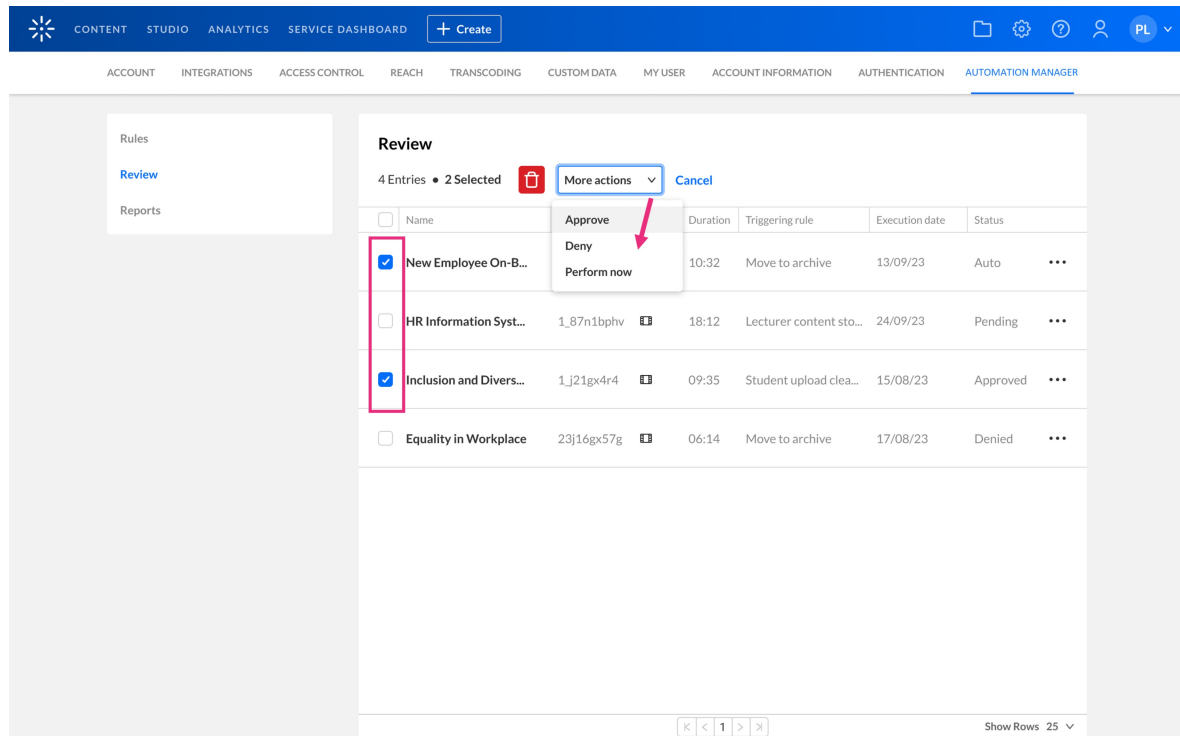 CONTENT STUDIO ANALYTICS SERVICE DASHBOARD + Create PL
ACCOUNT INTEGRATIONS ACCESS CONTROL REACH TRANSCODING CUSTOM DATA MY USER ACCOUNT INFORMATION AUTHENTICATION AUTOMATION MANAGER
Rules
Review
Reports
Review
4 Entries • 2 Selected More actions Cancel
Name Duration Triggering rule Execution date Status
Approve
Deny
Perform now
New Employee On-B... 10:32 Move to archive 13/09/23 Auto
HR Information Syst... 1_87n1bphv 18:12 Lecturer content sto... 24/09/23 Pending
Inclusion and Divers... 1_j21gx4r4 09:35 Student upload clea... 15/08/23 Approved
Equality in Workplace 23j16gx57g 06:14 Move to archive 17/08/23 Denied
1 Show Rows 25